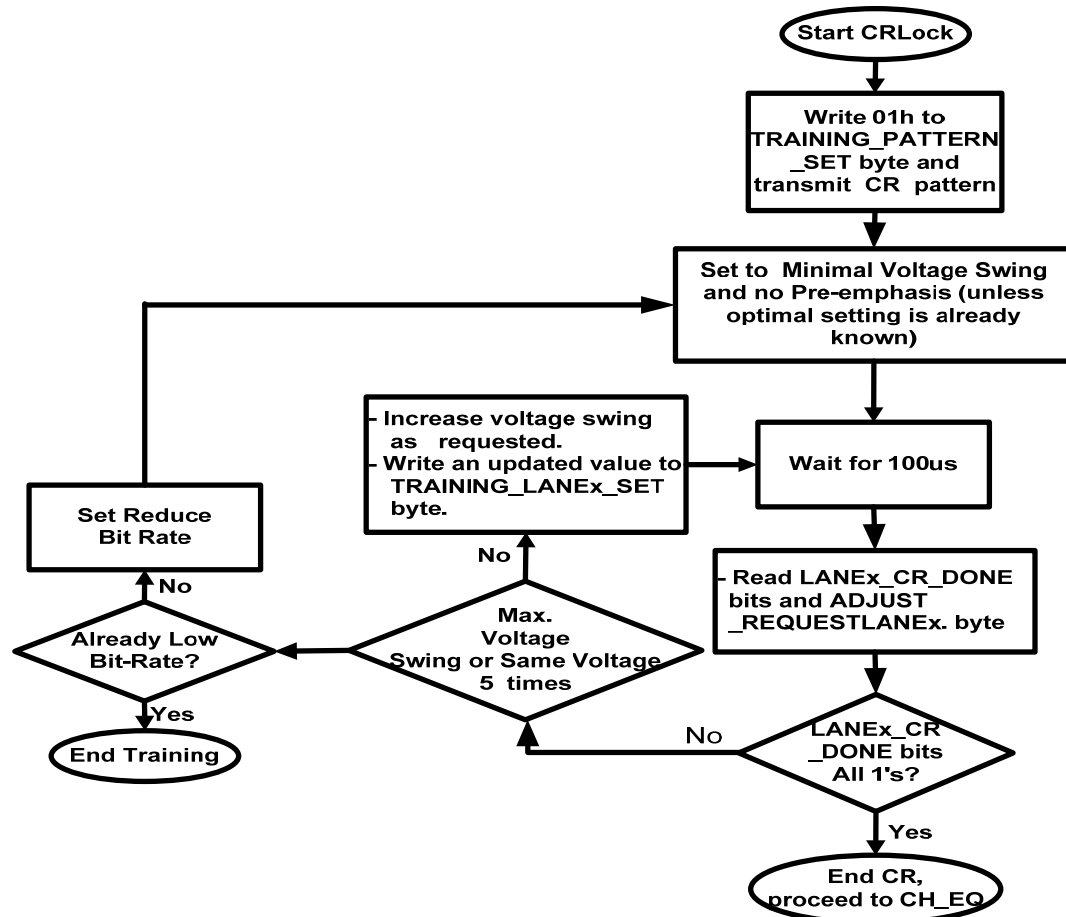 Start CRLock
Write 01h to
TRAINING_PATTERN
_SET byte and
transmit CR pattern
Set to Minimal Voltage Swing
and no Pre-emphasis (unless
optimal setting is already
known)
- Increase voltage swing
as requested.
- Write an updated value to
TRAINING_LANEx_SET
byte.
Wait for 100us
Set Reduce
Bit Rate
No
No
- Read LANEx_CR_DONE
bits and ADJUST
_REQUESTLANEx. byte
Already Low
Bit-Rate?
Max.
Voltage
Swing or Same Voltage
5 times
Yes
End Training
No
LANEx_CR
_DONE bits
All 1's?
Yes
End CR,
proceed to CH_EQ